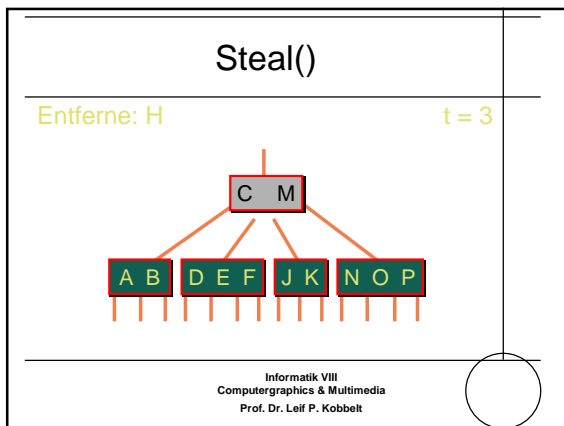 Steal()
Entferne: H t = 3
C M
A B D E F J K N O P
Informatik VIII
Computergraphics & Multimedia
Prof. Dr. Leif P. Kobbelt